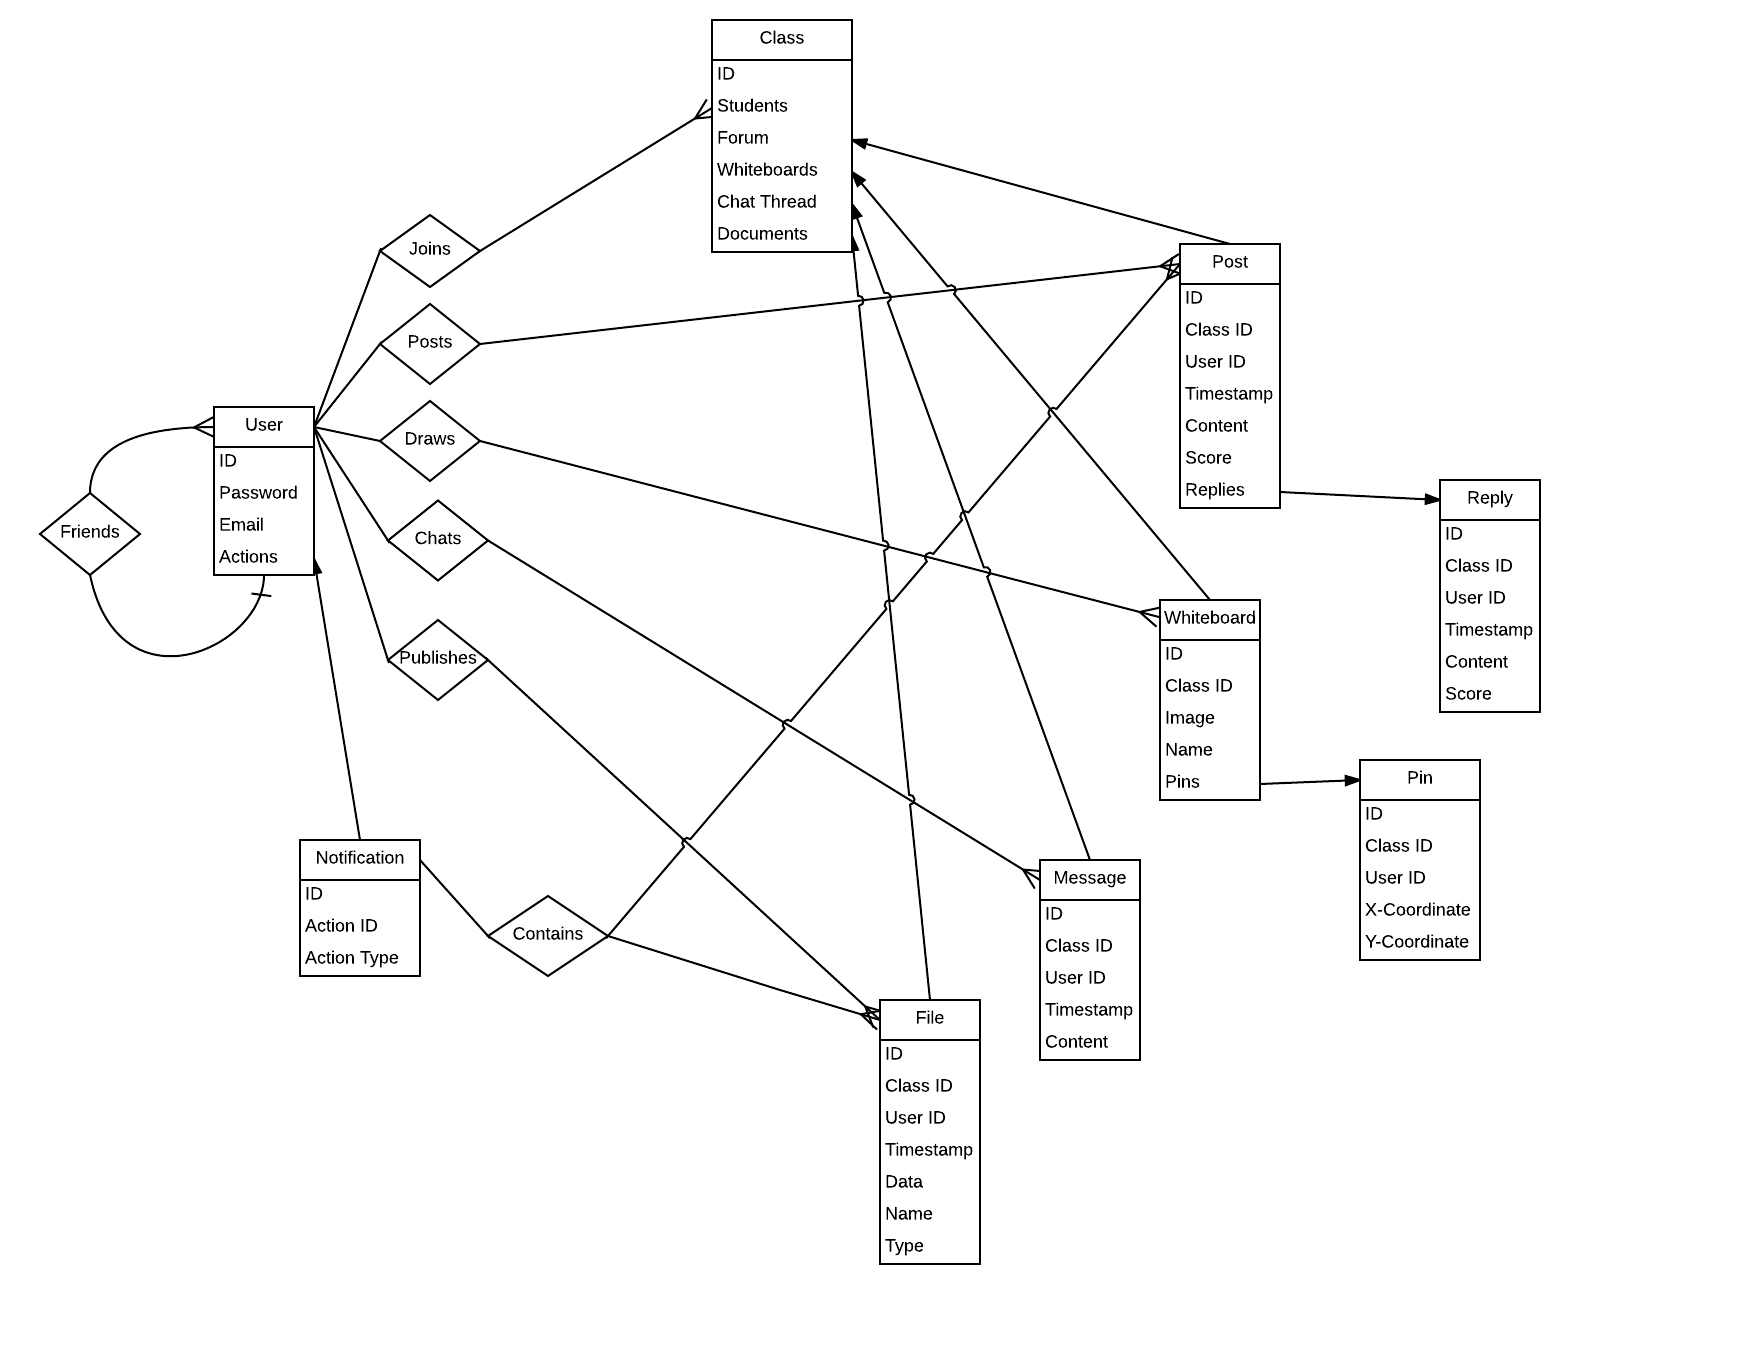 Class
ID
Students
Forum
Whiteboards
Chat Thread
Documents
Joins
Posts
Draws
Chats
Publishes
User
ID
Password
Email
Actions
Friends
Post
ID
Class ID
User ID
Timestamp
Content
Score
Replies
Reply
ID
Class ID
User ID
Timestamp
Content
Score
Whiteboard
ID
Class ID
Image
Name
Pins
Pin
ID
Class ID
User ID
X-Coordinate
Y-Coordinate
Notification
ID
Action ID
Action Type
Contains
Message
ID
Class ID
User ID
Timestamp
Content
File
ID
Class ID
User ID
Timestamp
Data
Name
Type